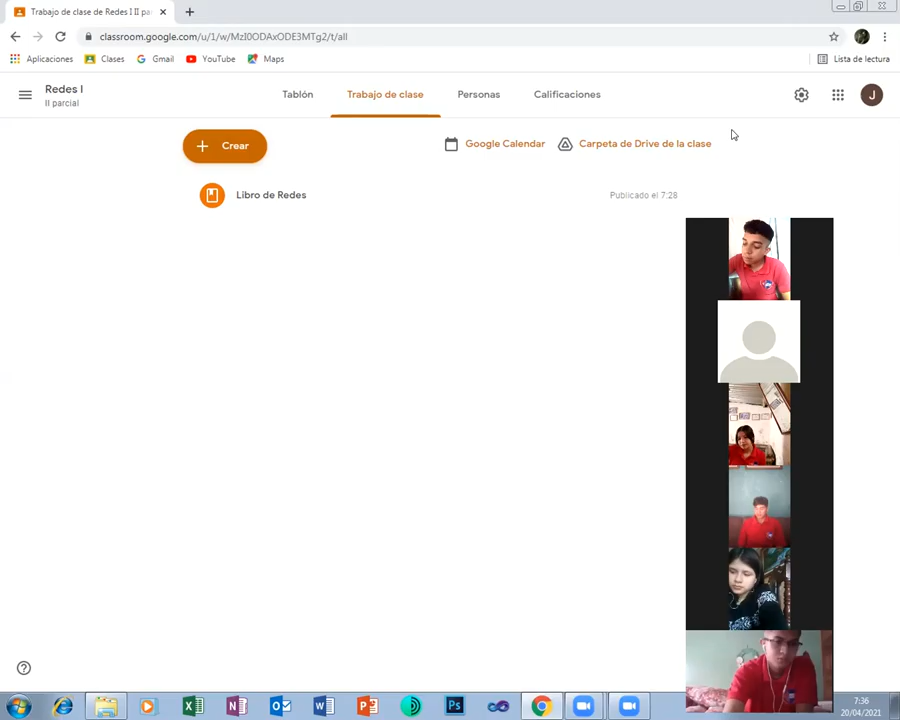 Trabajo de clase de Redes I II pa
classroom.google.com/u/1/w/MzI0ODAxODE3MTg2/t/all
Aplicaciones
Clases
Gmail
YouTube
Maps
Lista de lectura
Redes I
II parcial
Tablón
Trabajo de clase
Personas
Calificaciones
J
Crear
Google Calendar
Carpeta de Drive de la clase
Libro de Redes
Publicado el 7:28
7:36
20/04/2021